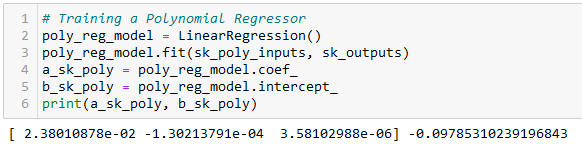 1 # Training a Polynomial Regressor
2 poly_reg_model = LinearRegression()
3 poly_reg_model.fit(sk_poly_inputs, sk_outputs)
4 a_sk_poly = poly_reg_model.coef_
5 b_sk_poly = poly_reg_model.intercept_
6 print(a_sk_poly, b_sk_poly)
[ 2.38010878e-02 -1.30213791e-04  3.58102988e-06] -0.09785310239196843